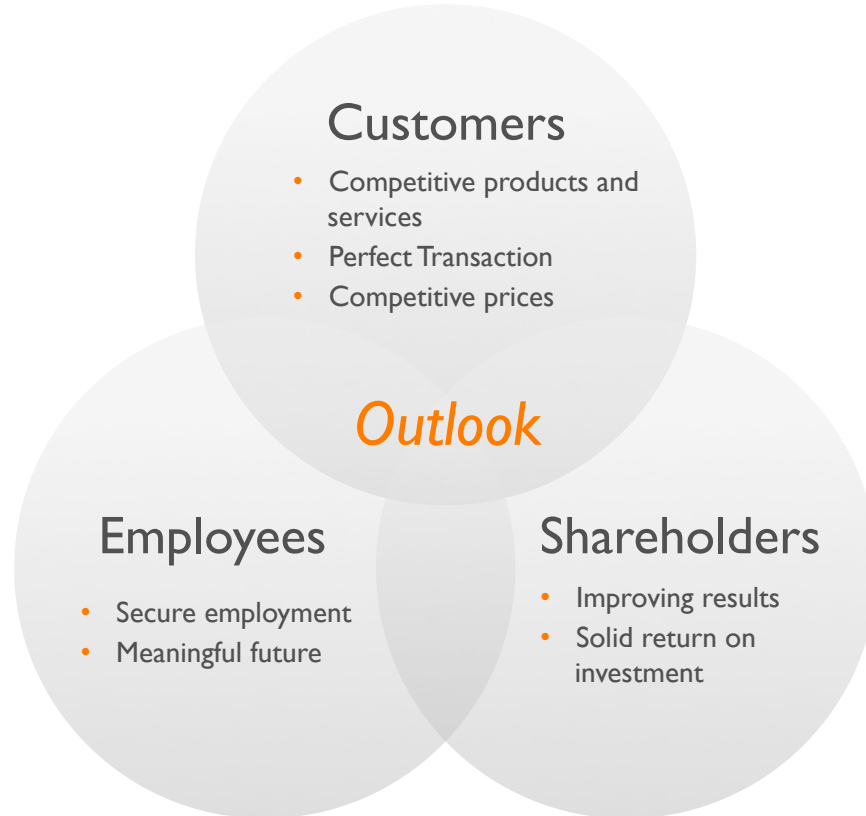 Customers
• Competitive products and
services
• Perfect Transaction
• Competitive prices
Outlook
Employees
• Secure employment
• Meaningful future
Shareholders
• Improving results
• Solid return on
investment